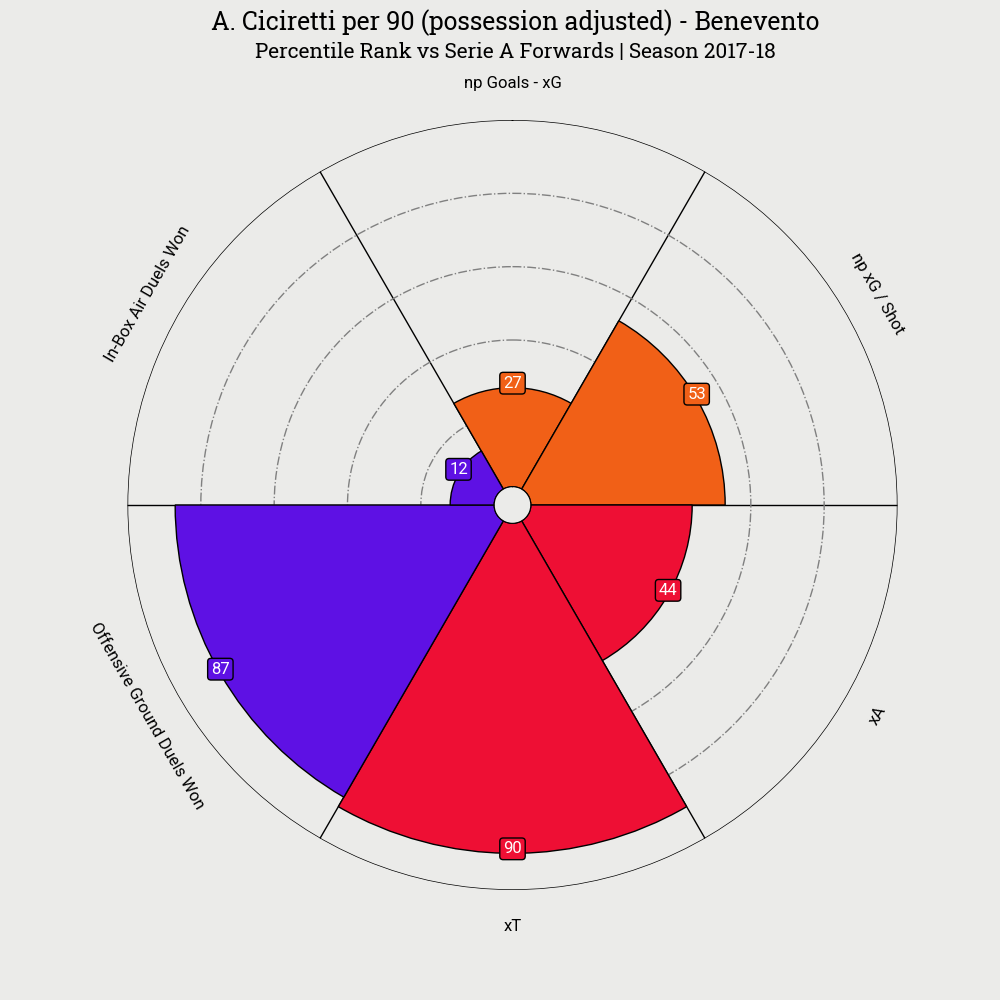 A. Ciciretti per 90 (possession adjusted) - Benevento
Percentile Rank vs Serie A Forwards | Season 2017-18
np Goals - xG
In-Box Air Duels Won
np xG / Shot
27
53
12
44
87
Offensive Ground Duels Won
xA
90
xT